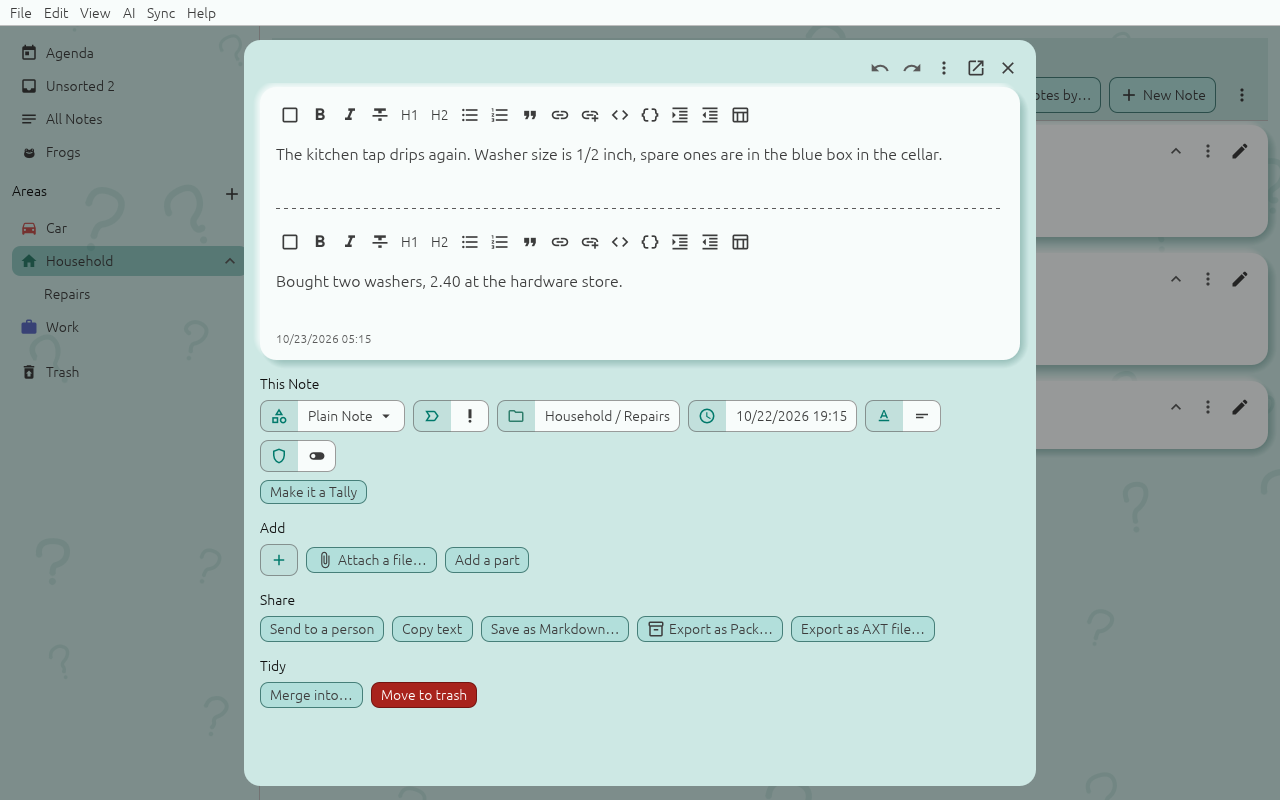 File Edit View AI Sync Help
Agenda
Unsorted 2
All Notes
Frogs
Areas
Car
Household
Repairs
Work
Trash
otes by…
New Note
B I H1 H2
The kitchen tap drips again. Washer size is 1/2 inch, spare ones are in the blue box in the cellar.
B I H1 H2
Bought two washers, 2.40 at the hardware store.
10/23/2026 05:15
This Note
Plain Note
Household / Repairs
10/22/2026 19:15
Make it a Tally
Add
Attach a file…
Add a part
Share
Send to a person
Copy text
Save as Markdown…
Export as Pack…
Export as AXT file…
Tidy
Merge into…
Move to trash